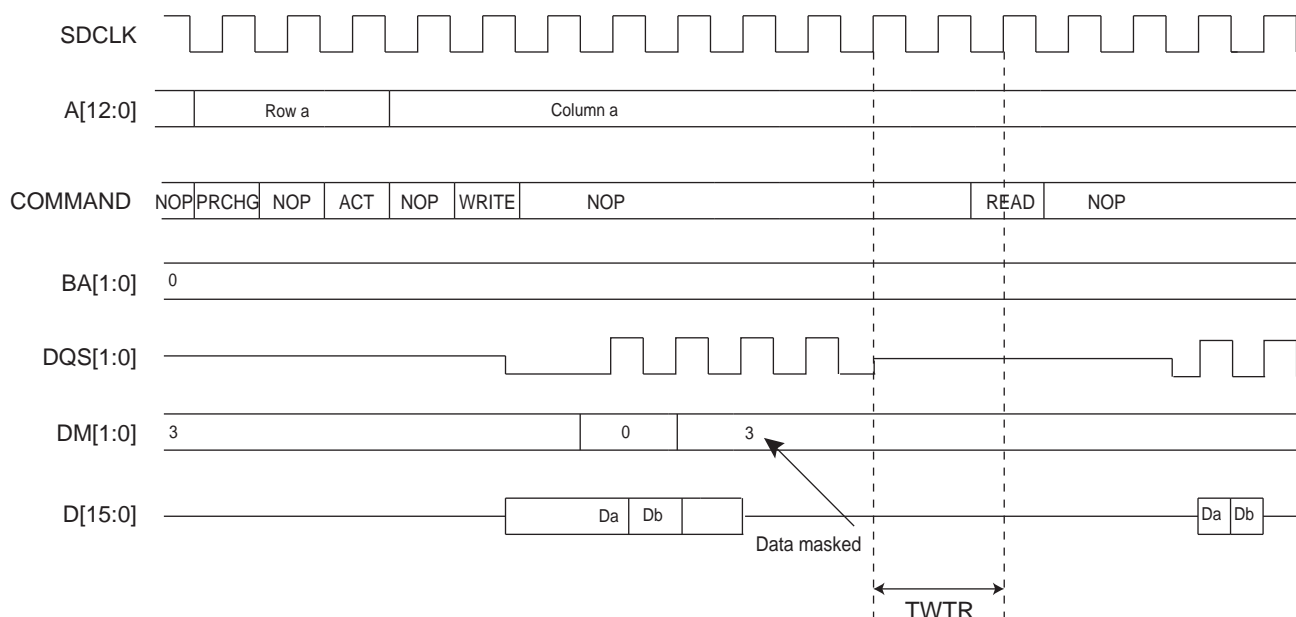 SDCLK
A[12:0] Row a Column a
COMMAND NOP PRCHG NOP ACT NOP WRITE NOP READ NOP
BA[1:0] 0
DQS[1:0]
DM[1:0] 3 0 3
D[15:0] Da Db Da Db
Data masked
TWTR